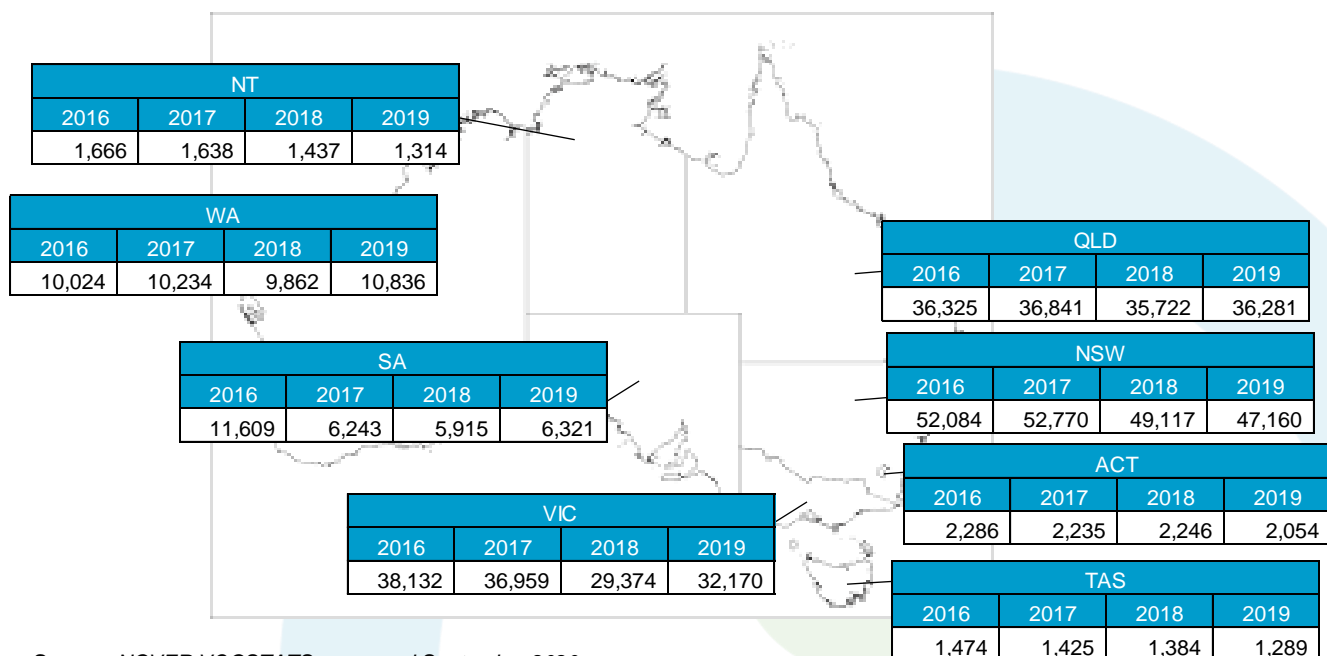 NT
2016 2017 2018 2019
1,666 1,638 1,437 1,314
WA
2016 2017 2018 2019
10,024 10,234 9,862 10,836
QLD
2016 2017 2018 2019
36,325 36,841 35,722 36,281
SA
2016 2017 2018 2019
11,609 6,243 5,915 6,321
NSW
2016 2017 2018 2019
52,084 52,770 49,117 47,160
ACT
2016 2017 2018 2019
2,286 2,235 2,246 2,054
VIC
2016 2017 2018 2019
38,132 36,959 29,374 32,170
TAS
2016 2017 2018 2019
1,474 1,425 1,384 1,289